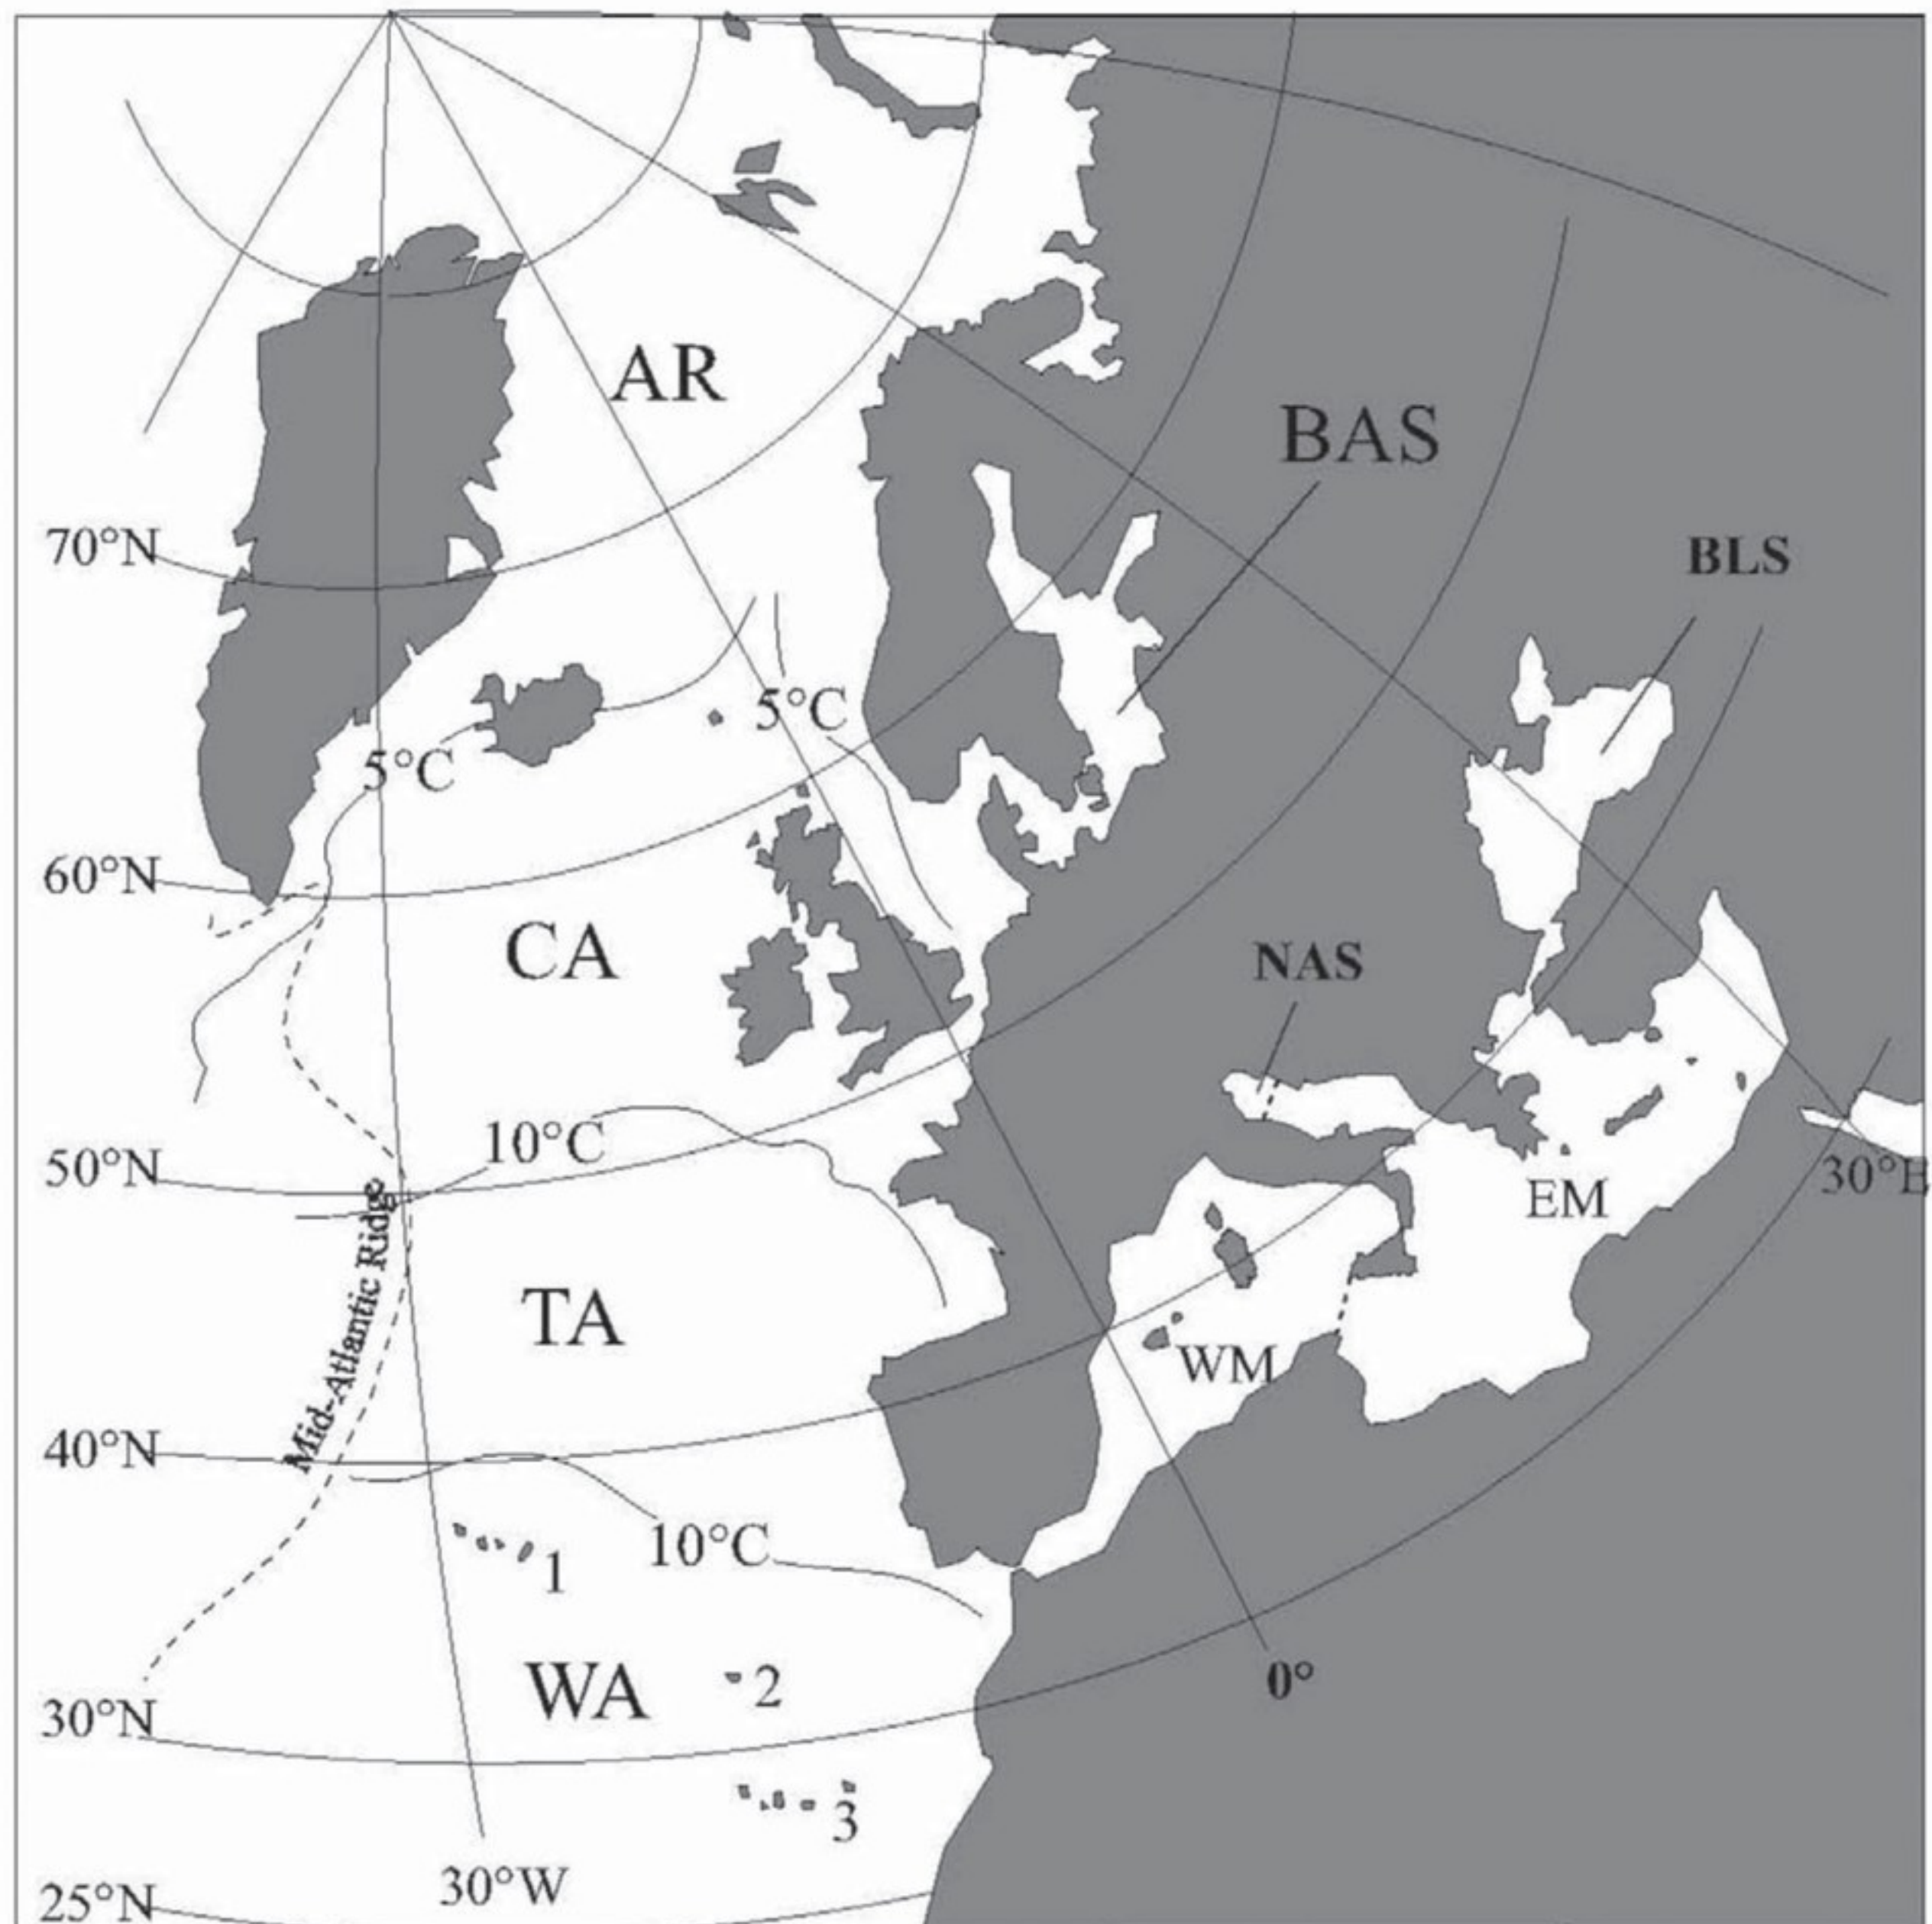 AR
BAS
70°N
BLS
5°C
5°C
60°N
CA
NAS
50°N
10°C
30°E
EM
Mid-Atlantic Ridge
TA
WM
40°N
10°C
1
WA
2
0°
30°N
3
30°W
25°N